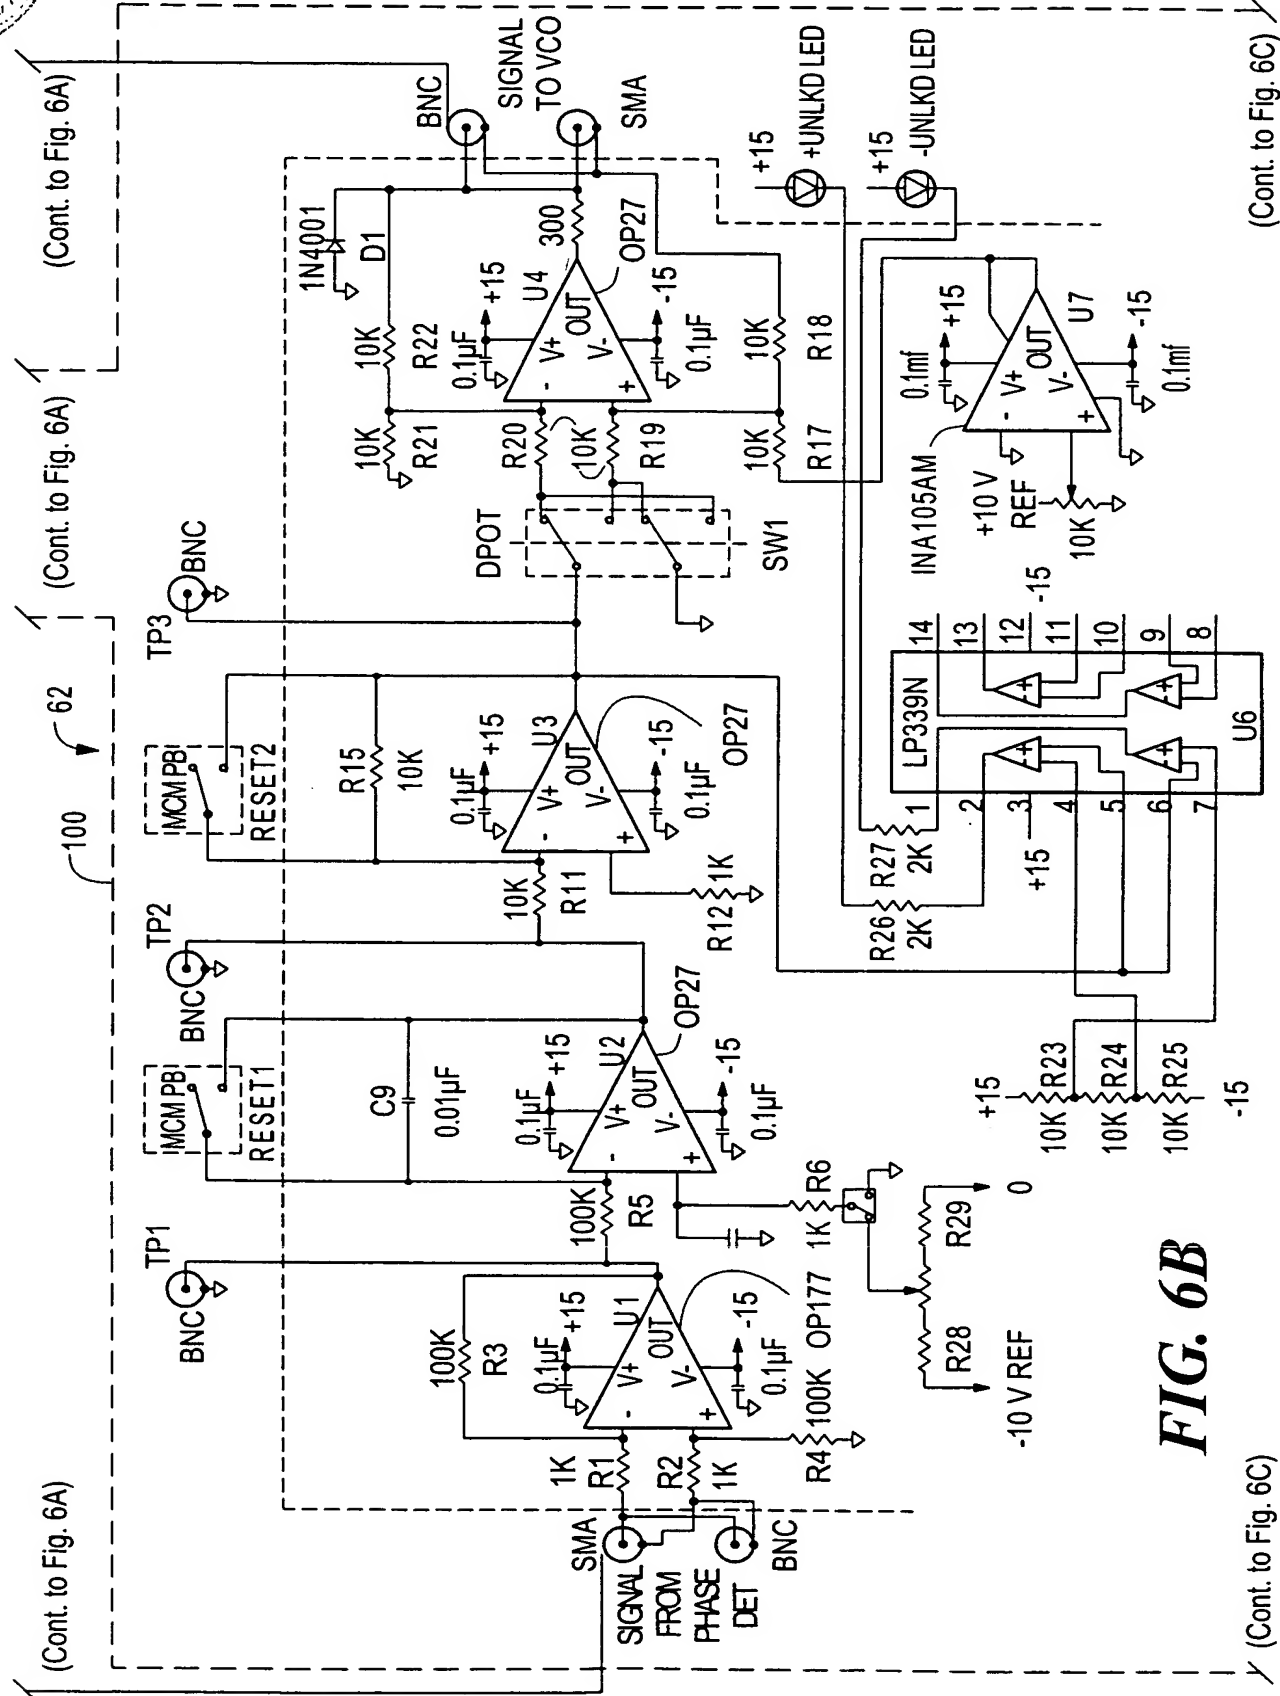 (Cont. to Fig. 6A)
(Cont. to Fig. 6A)
(Cont. to Fig. 6A)
100
62
TP1
BNC
TP2
BNC
TP3
BNC
MCM PB
RESET1
MCM PB
RESET2
C9
0.01µF
R15
10K
100K
R3
SMA
SIGNAL
FROM
PHASE
DET
BNC
1K
R1
R2
1K
R4
100K
OP177
0.1µF
+15
U1
V+
OUT
V-
-
+
-15
0.1µF
100K
R5
0.1µF
+15
U2
V+
OUT
V-
-
+
-15
0.1µF
OP27
1K
R6
R28
R29
-10 V REF
0
10K
R11
R12
1K
0.1µF
+15
U3
V+
OUT
V-
-
+
-15
0.1µF
OP27
DPOT
SW1
10K
R21
10K
R22
D1
1N4001
R20
10K
R19
0.1µF
+15
U4
V+
OUT
V-
-
+
-15
0.1µF
OP27
300
10K
R17
10K
R18
BNC
SIGNAL
TO VCO
SMA
+15
+UNLKD LED
+15
-UNLKD LED
INA105AM
+10 V
REF
10K
0.1mf
+15
U7
V+
OUT
V-
-
+
-15
0.1mf
R26
2K
R27
2K
LP339N
U6
1
2
3
4
5
6
7
+15
14
13
12
11
10
9
8
-15
+
+
+
+
+15
10K
R23
10K
R24
10K
R25
-15
FIG. 6B
(Cont. to Fig. 6C)
(Cont. to Fig. 6C)